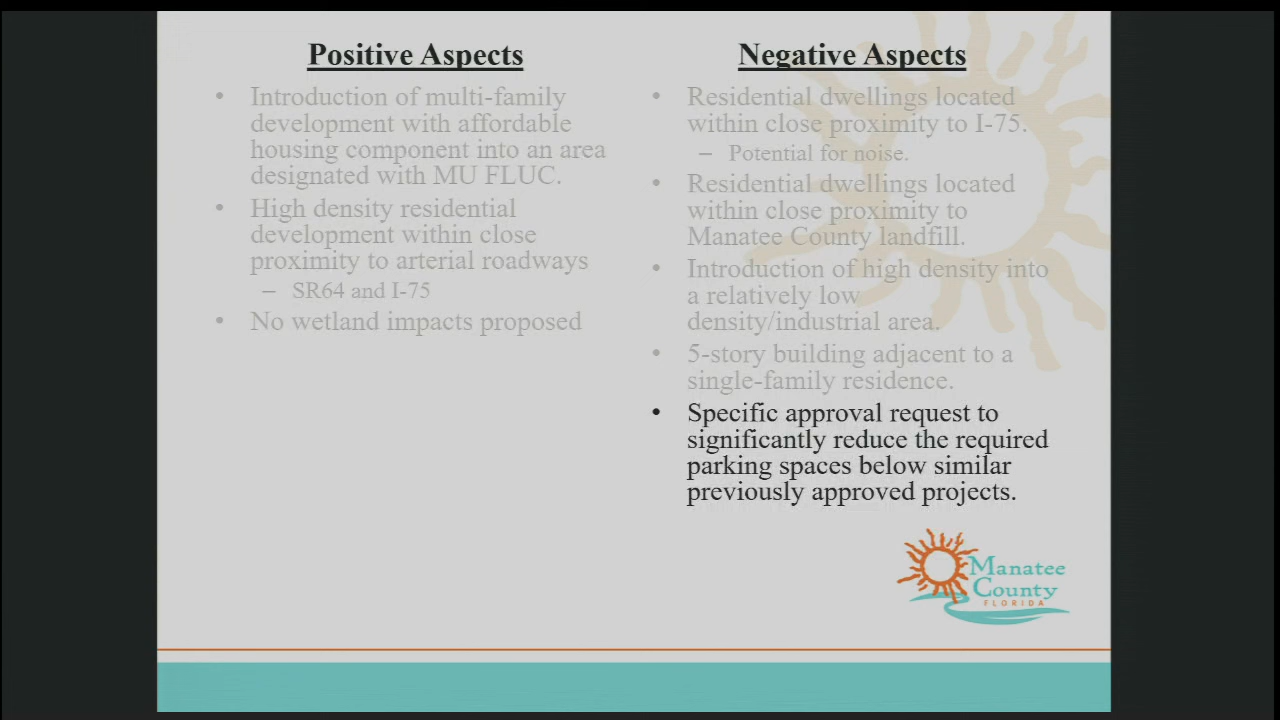 Positive Aspects
• Introduction of multi-family
development with affordable
housing component into an area
designated with MU FLUC.
• High density residential
development within close
proximity to arterial roadways
– SR64 and I-75
• No wetland impacts proposed
Negative Aspects
• Residential dwellings located
within close proximity to I-75.
– Potential for noise.
• Residential dwellings located
within close proximity to
Manatee County landfill.
• Introduction of high density into
a relatively low
density/industrial area.
• 5-story building adjacent to a
single-family residence.
• Specific approval request to
significantly reduce the required
parking spaces below similar
previously approved projects.
Manatee
County
FLORIDA